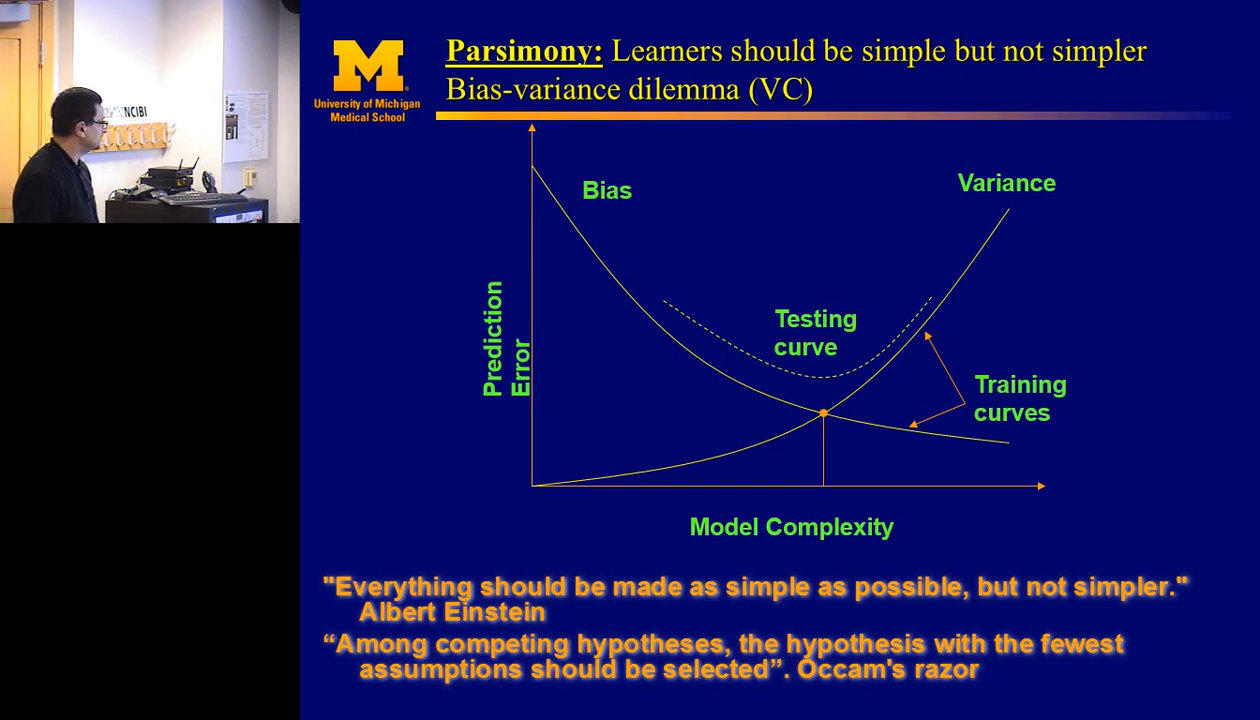 NCIBI
University of Michigan
Medical School
Parsimony: Learners should be simple but not simpler
Bias-variance dilemma (VC)
Bias
Variance
Testing
curve
Training
curves
Prediction
Error
Model Complexity
"Everything should be made as simple as possible, but not simpler."
Albert Einstein
“Among competing hypotheses, the hypothesis with the fewest
assumptions should be selected”. Occam's razor